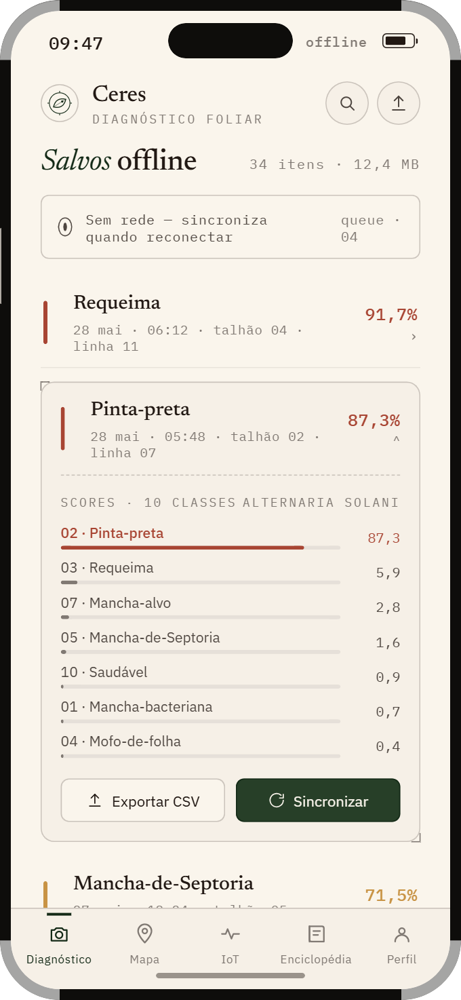 09:47
offline
Ceres
DIAGNÓSTICO FOLIAR
Salvos offline
34 itens · 12,4 MB
Sem rede — sincroniza
quando reconectar
queue ·
04
Requeima
28 mai · 06:12 · talhão 04 ·
linha 11
91,7%
›
Pinta-preta
28 mai · 05:48 · talhão 02 ·
linha 07
87,3%
^
SCORES · 10 CLASSES ALTERNARIA SOLANI
02 · Pinta-preta 87,3
03 · Requeima 5,9
07 · Mancha-alvo 2,8
05 · Mancha-de-Septoria 1,6
10 · Saudável 0,9
01 · Mancha-bacteriana 0,7
04 · Mofo-de-folha 0,4
Exportar CSV
Sincronizar
Mancha-de-Septoria
71,5%
Diagnóstico
Mapa
IoT
Enciclopédia
Perfil